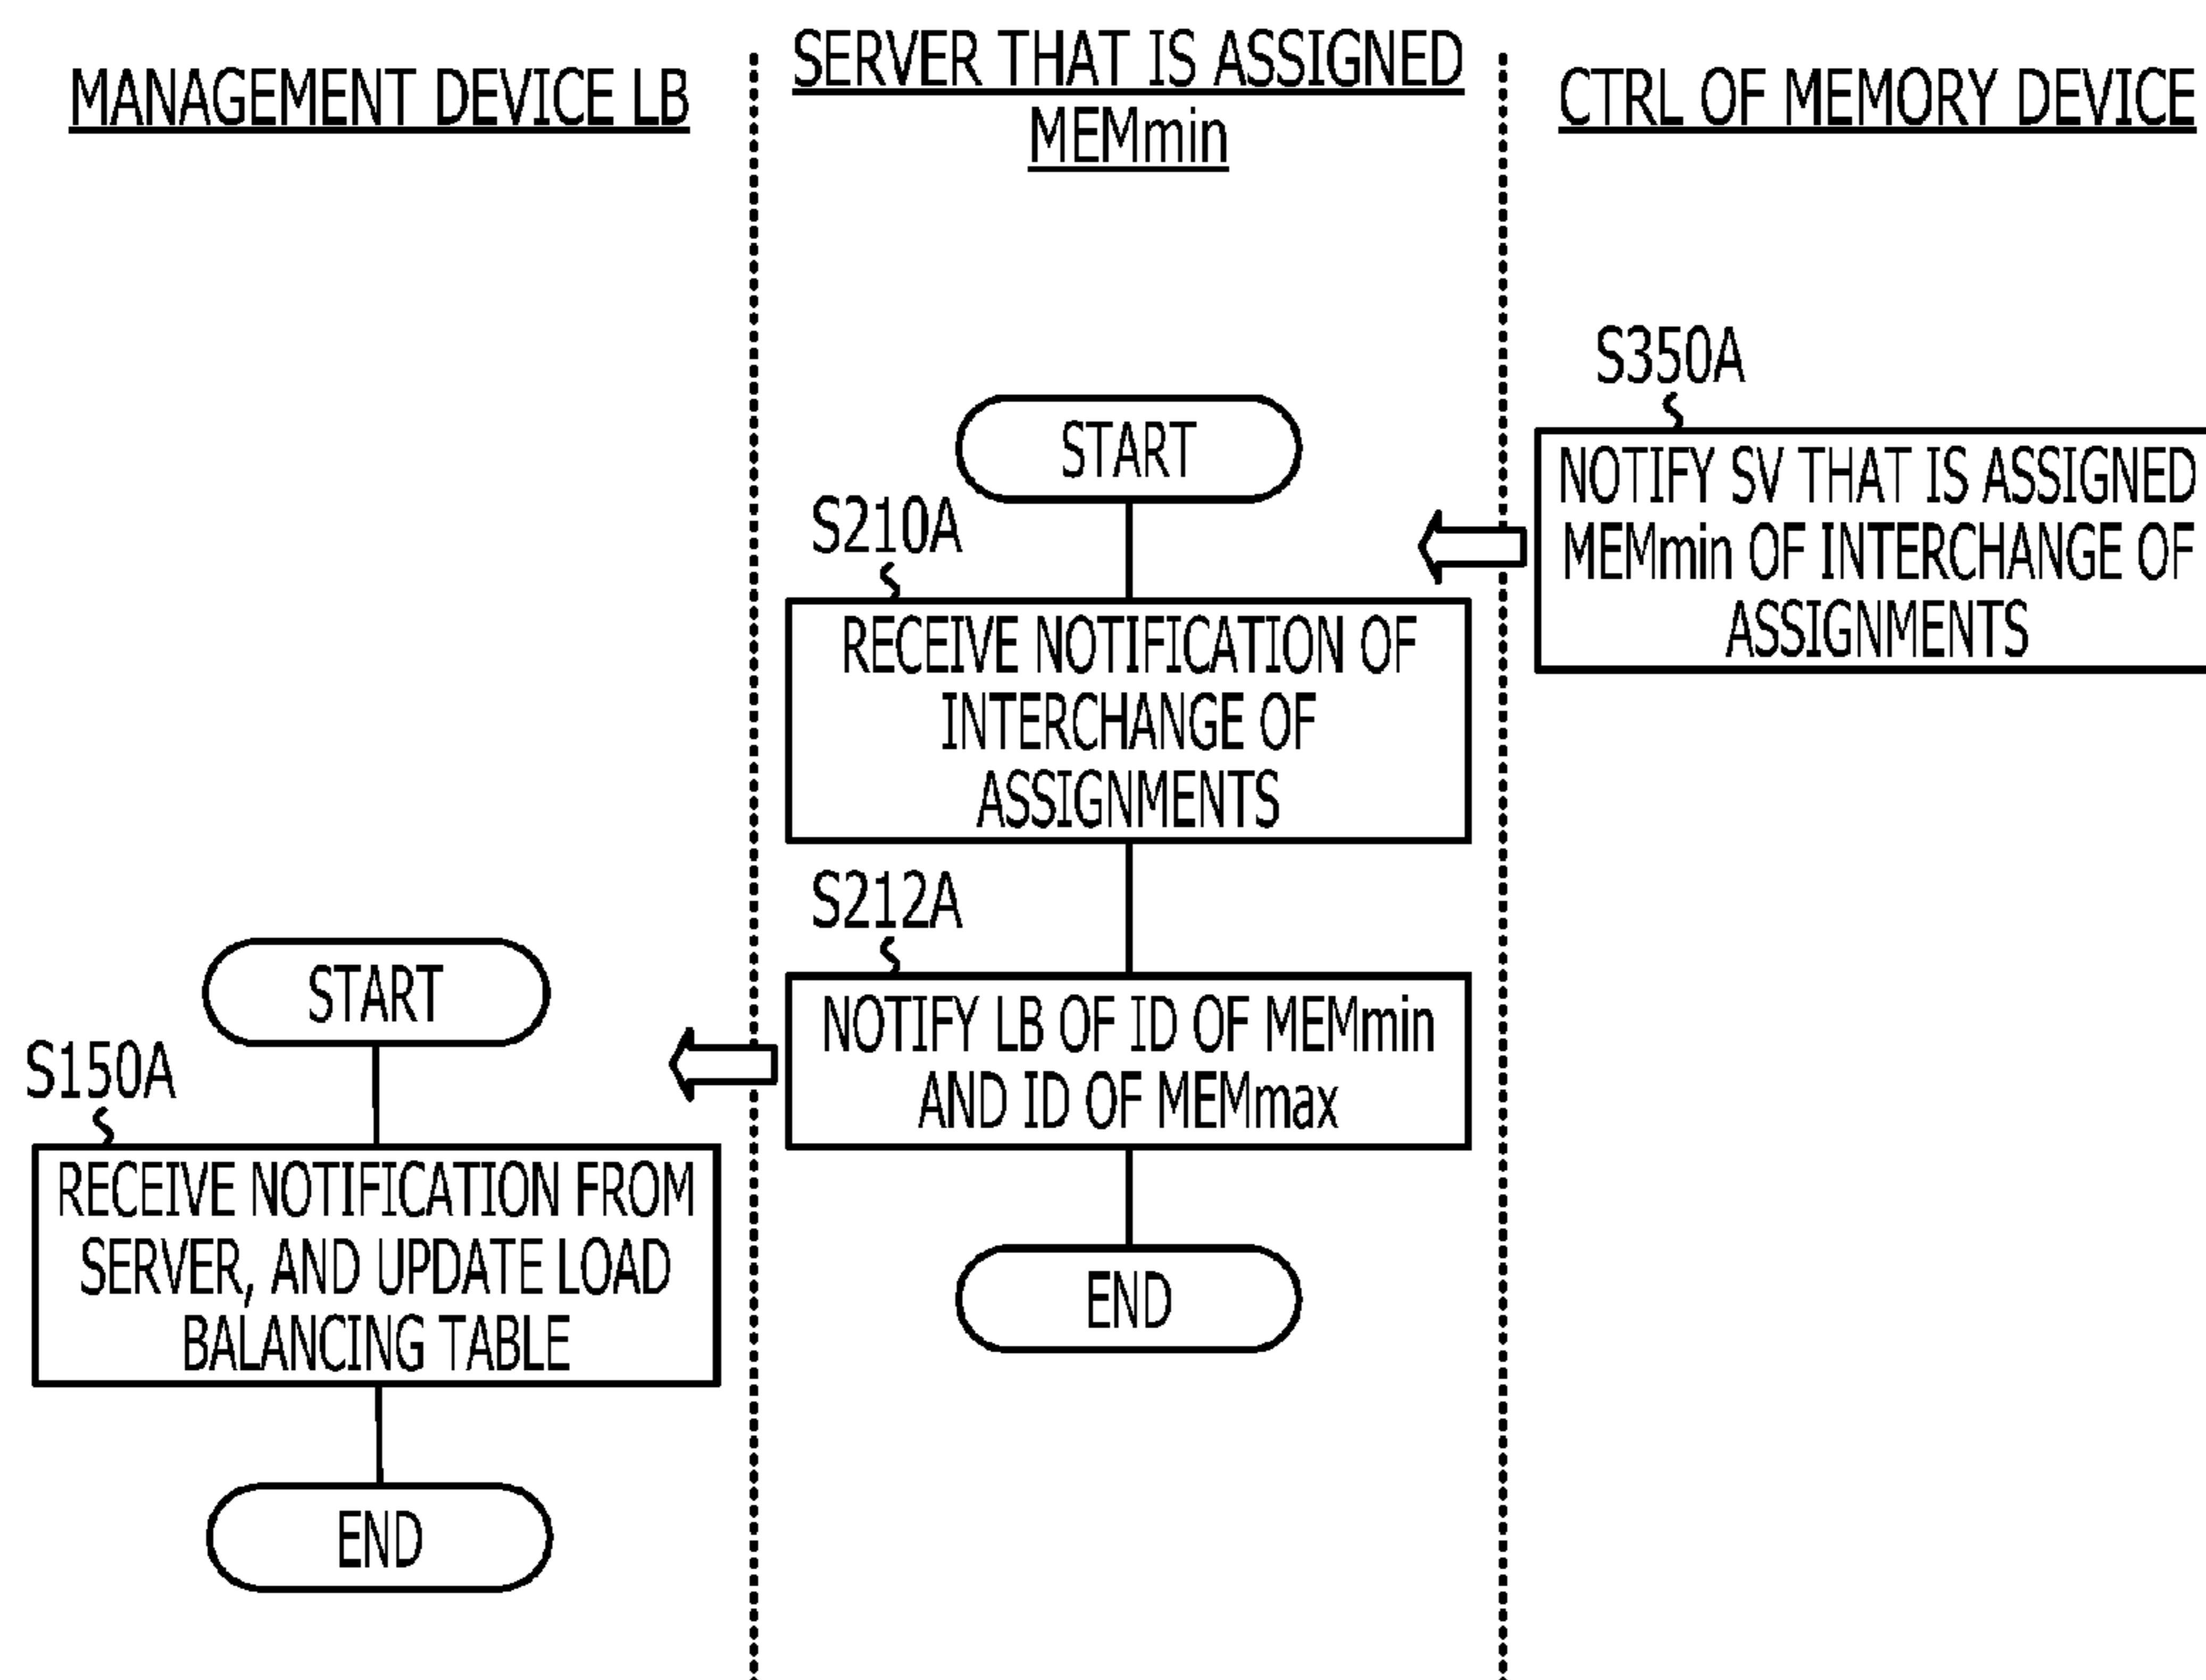 MANAGEMENT DEVICE LB
SERVER THAT IS ASSIGNED
MEMmin
CTRL OF MEMORY DEVICE
S350A
NOTIFY SV THAT IS ASSIGNED
MEMmin OF INTERCHANGE OF
ASSIGNMENTS
START
S210A
RECEIVE NOTIFICATION OF
INTERCHANGE OF
ASSIGNMENTS
S212A
NOTIFY LB OF ID OF MEMmin
AND ID OF MEMmax
END
START
S150A
RECEIVE NOTIFICATION FROM
SERVER, AND UPDATE LOAD
BALANCING TABLE
END